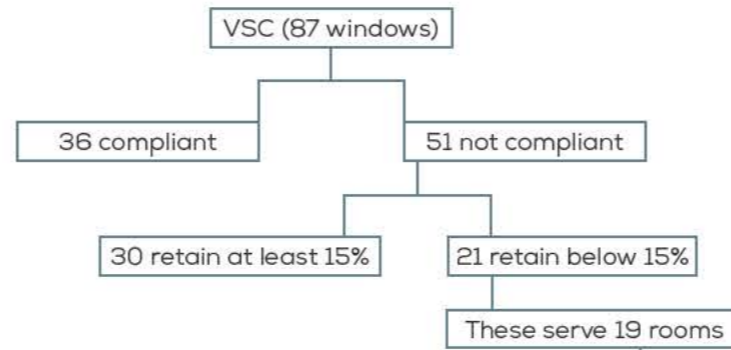 VSC (87 windows)
36 compliant
51 not compliant
30 retain at least 15%
21 retain below 15%
These serve 19 rooms